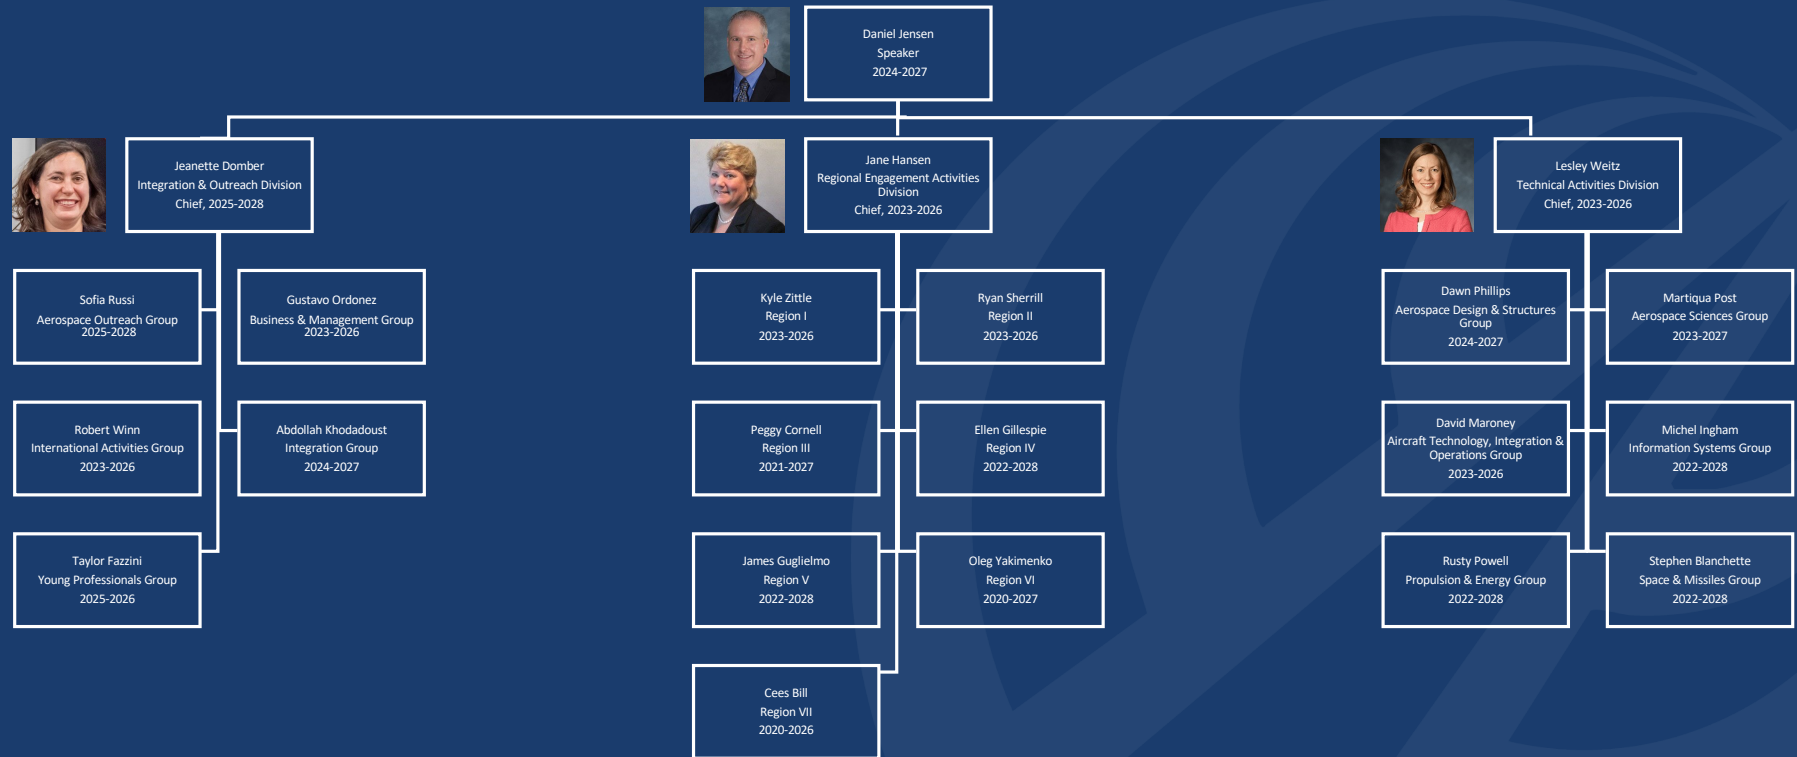 Daniel Jensen
Speaker
2024-2027
Jeanette Domber
Integration & Outreach Division
Chief, 2025-2028
Jane Hansen
Regional Engagement Activities
Division
Chief, 2023-2026
Lesley Weitz
Technical Activities Division
Chief, 2023-2026
Sofia Russi
Aerospace Outreach Group
2025-2028
Gustavo Ordonez
Business & Management Group
2023-2026
Robert Winn
International Activities Group
2023-2026
Abdollah Khodadoust
Integration Group
2024-2027
Taylor Fazzini
Young Professionals Group
2025-2026
Kyle Zittle
Region I
2023-2026
Ryan Sherrill
Region II
2023-2026
Peggy Cornell
Region III
2021-2027
Ellen Gillespie
Region IV
2022-2028
James Guglielmo
Region V
2022-2028
Oleg Yakimenko
Region VI
2020-2027
Cees Bill
Region VII
2020-2026
Dawn Phillips
Aerospace Design & Structures
Group
2024-2027
Martiqua Post
Aerospace Sciences Group
2023-2027
David Maroney
Aircraft Technology, Integration &
Operations Group
2023-2026
Michel Ingham
Information Systems Group
2022-2028
Rusty Powell
Propulsion & Energy Group
2022-2028
Stephen Blanchette
Space & Missiles Group
2022-2028